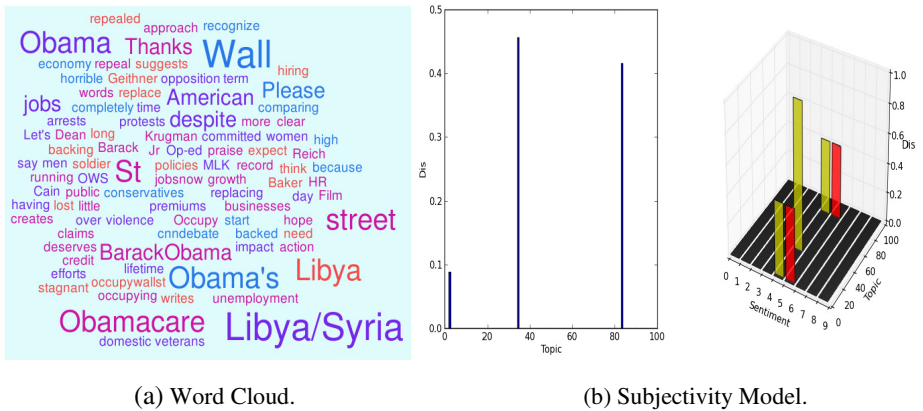 repeated
approach recognize
Obama Thanks Wall
economy repeal suggests hiring
horrible Geithner opposition term
jobs words replace American Please
completely time comparing
arrests protests despite more clear
Let's Dean long Krugman committed women high
backing Barack Jr Op-ed praise expect Reich
say men soldier St policies MLK record think because
running OWS jobsnow growth Baker HR
Cain public conservatives replacing day Film
having lost little premiums businesses street
creates over violence Occupy start hope
claims cnndebate backed need
deserves BarackObama impact action
credit lifetime Libya
efforts occupywallst Obama's
stagnant occupying writes unemployment
Obamacare Libya/Syria
domestic veterans
0.5
0.4
0.3
0.2
0.1
0.0
Dis
0 20 40 60 80 100
Topic
1.0
0.8
0.6
0.4
0.2
0.0
Dis
0 1 2 3 4 5 6 7 8 9
Sentiment
0 20 40 60 80 100
Topic
(a) Word Cloud.
(b) Subjectivity Model.